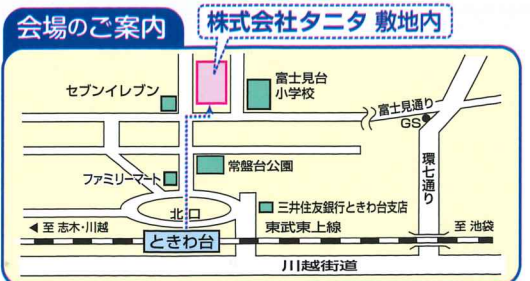 会場のご案内
株式会社タニタ 敷地内
セブンイレブン
富士見台
小学校
富士見通り
GS
環七通り
常盤台公園
ファミリーマート
北口
三井住友銀行ときわ台支店
至 志木・川越
ときわ台
東武東上線
至 池袋
川越街道